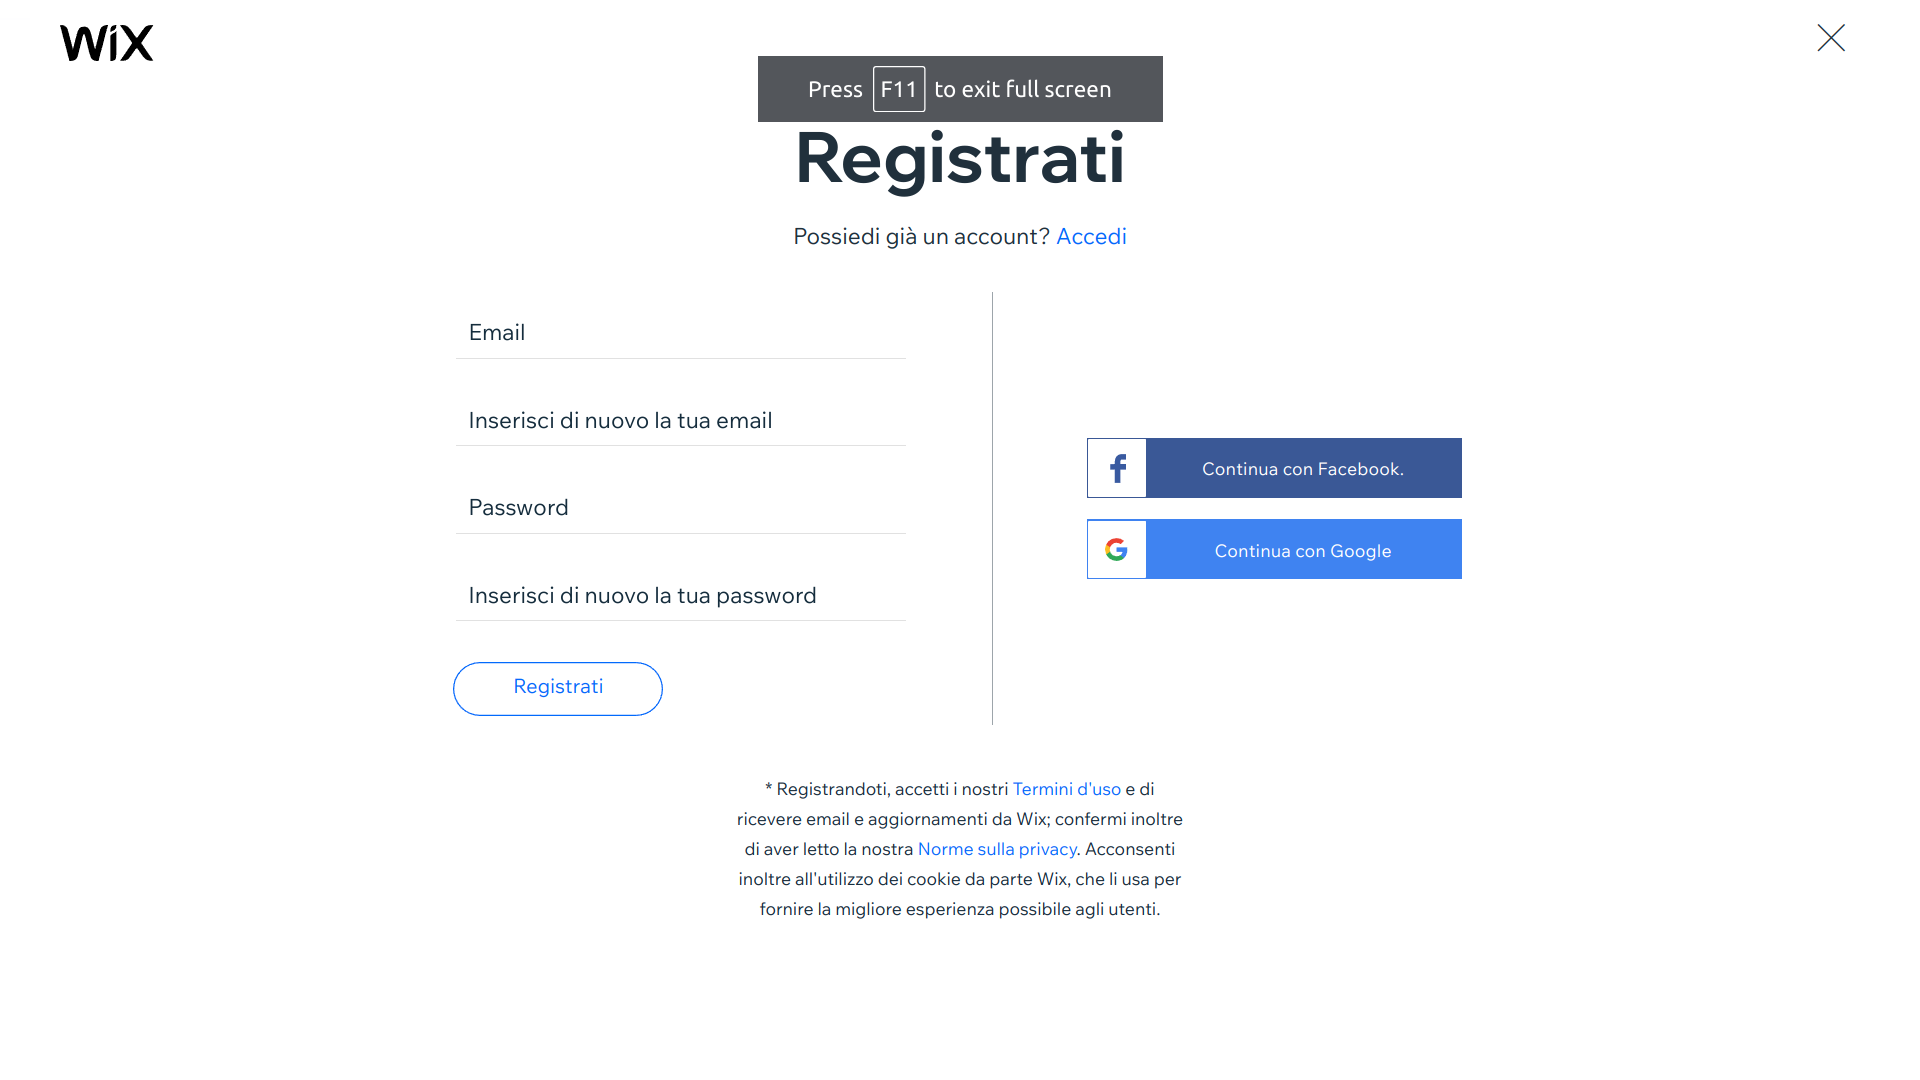 WiX
Press F11 to exit full screen
Registrati
Possiedi già un account? Accedi
Email
Inserisci di nuovo la tua email
Password
Inserisci di nuovo la tua password
Registrati
f Continua con Facebook.
G Continua con Google
* Registrandoti, accetti i nostri Termini d'uso e di
ricevere email e aggiornamenti da Wix; confermi inoltre
di aver letto la nostra Norme sulla privacy. Acconsenti
inoltre all'utilizzo dei cookie da parte Wix, che li usa per
fornire la migliore esperienza possibile agli utenti.